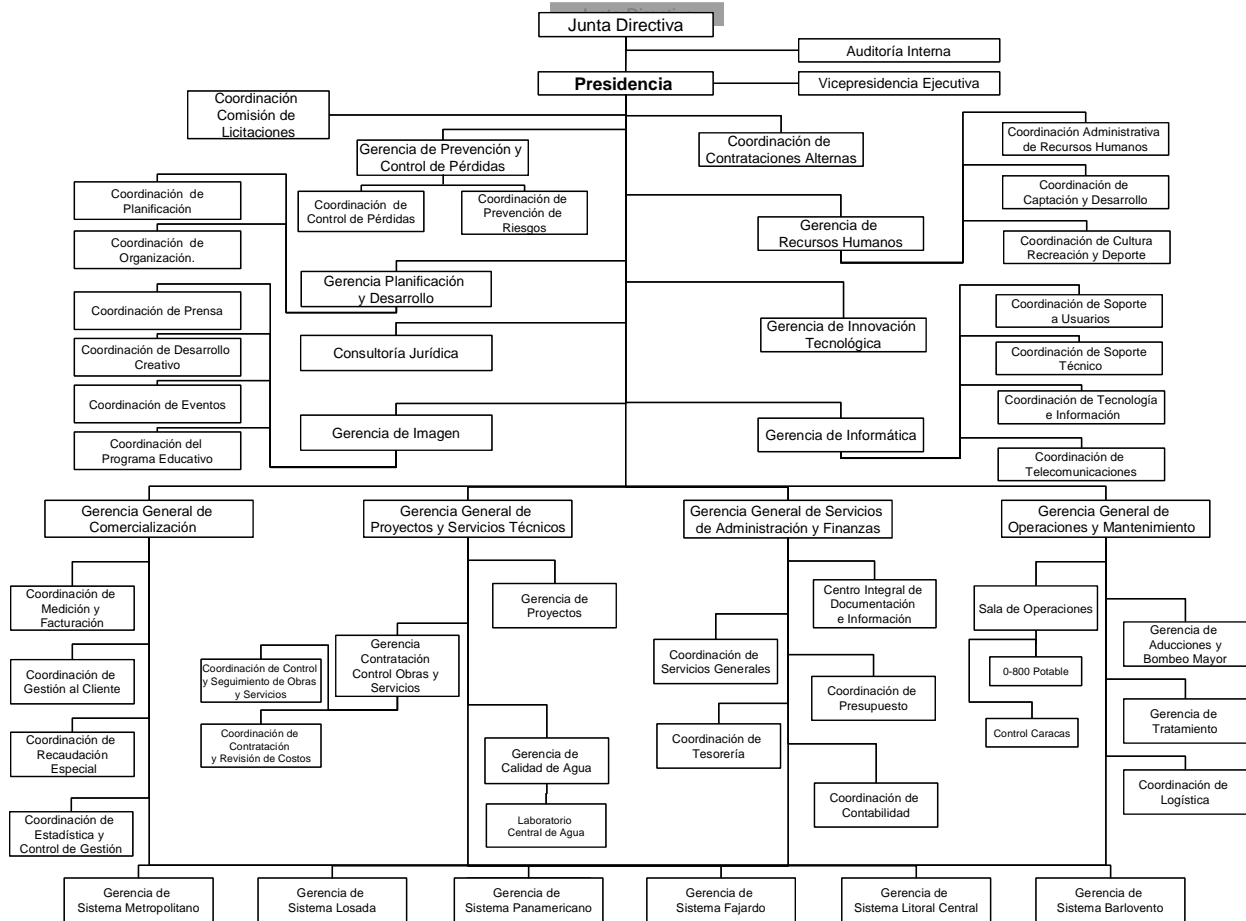 Junta Directiva
Auditoría Interna
Presidencia
Vicepresidencia Ejecutiva
Coordinación
Comisión de
Licitaciones
Coordinación de
Contrataciones Alternas
Gerencia de Prevención y
Control de Pérdidas
Coordinación de
Control de Pérdidas
Coordinación de
Prevención de
Riesgos
Coordinación Administrativa
de Recursos Humanos
Coordinación de
Captación y Desarrollo
Coordinación de Cultura
Recreación y Deporte
Gerencia de
Recursos Humanos
Coordinación de
Planificación
Coordinación de
Organización.
Gerencia Planificación
y Desarrollo
Coordinación de Prensa
Coordinación de Desarrollo
Creativo
Coordinación de Eventos
Coordinación del
Programa Educativo
Consultoría Jurídica
Gerencia de Imagen
Gerencia de Innovación
Tecnológica
Gerencia de Informática
Coordinación de Soporte
a Usuarios
Coordinación de Soporte
Técnico
Coordinación de Tecnología
e Información
Coordinación de
Telecomunicaciones
Gerencia General de
Comercialización
Gerencia General de
Proyectos y Servicios Técnicos
Gerencia General de Servicios
de Administración y Finanzas
Gerencia General de
Operaciones y Mantenimiento
Coordinación de
Medición y
Facturación
Coordinación de
Gestión al Cliente
Coordinación de
Recaudación
Especial
Coordinación de
Estadística y
Control de Gestión
Gerencia de
Proyectos
Gerencia
Contratación
Control Obras y
Servicios
Coordinación de Control
y Seguimiento de Obras
y Servicios
Coordinación de
Contratación
y Revisión de Costos
Gerencia de
Calidad de Agua
Laboratorio
Central de Agua
Centro Integral de
Documentación
e Información
Coordinación de
Servicios Generales
Coordinación de
Presupuesto
Coordinación de
Tesorería
Coordinación de
Contabilidad
Sala de Operaciones
0-800 Potable
Control Caracas
Gerencia de
Aducciones y
Bombeo Mayor
Gerencia de
Tratamiento
Coordinación de
Logística
Gerencia de
Sistema Metropolitano
Gerencia de
Sistema Losada
Gerencia de
Sistema Panamericano
Gerencia de
Sistema Fajardo
Gerencia de
Sistema Litoral Central
Gerencia de
Sistema Barlovento